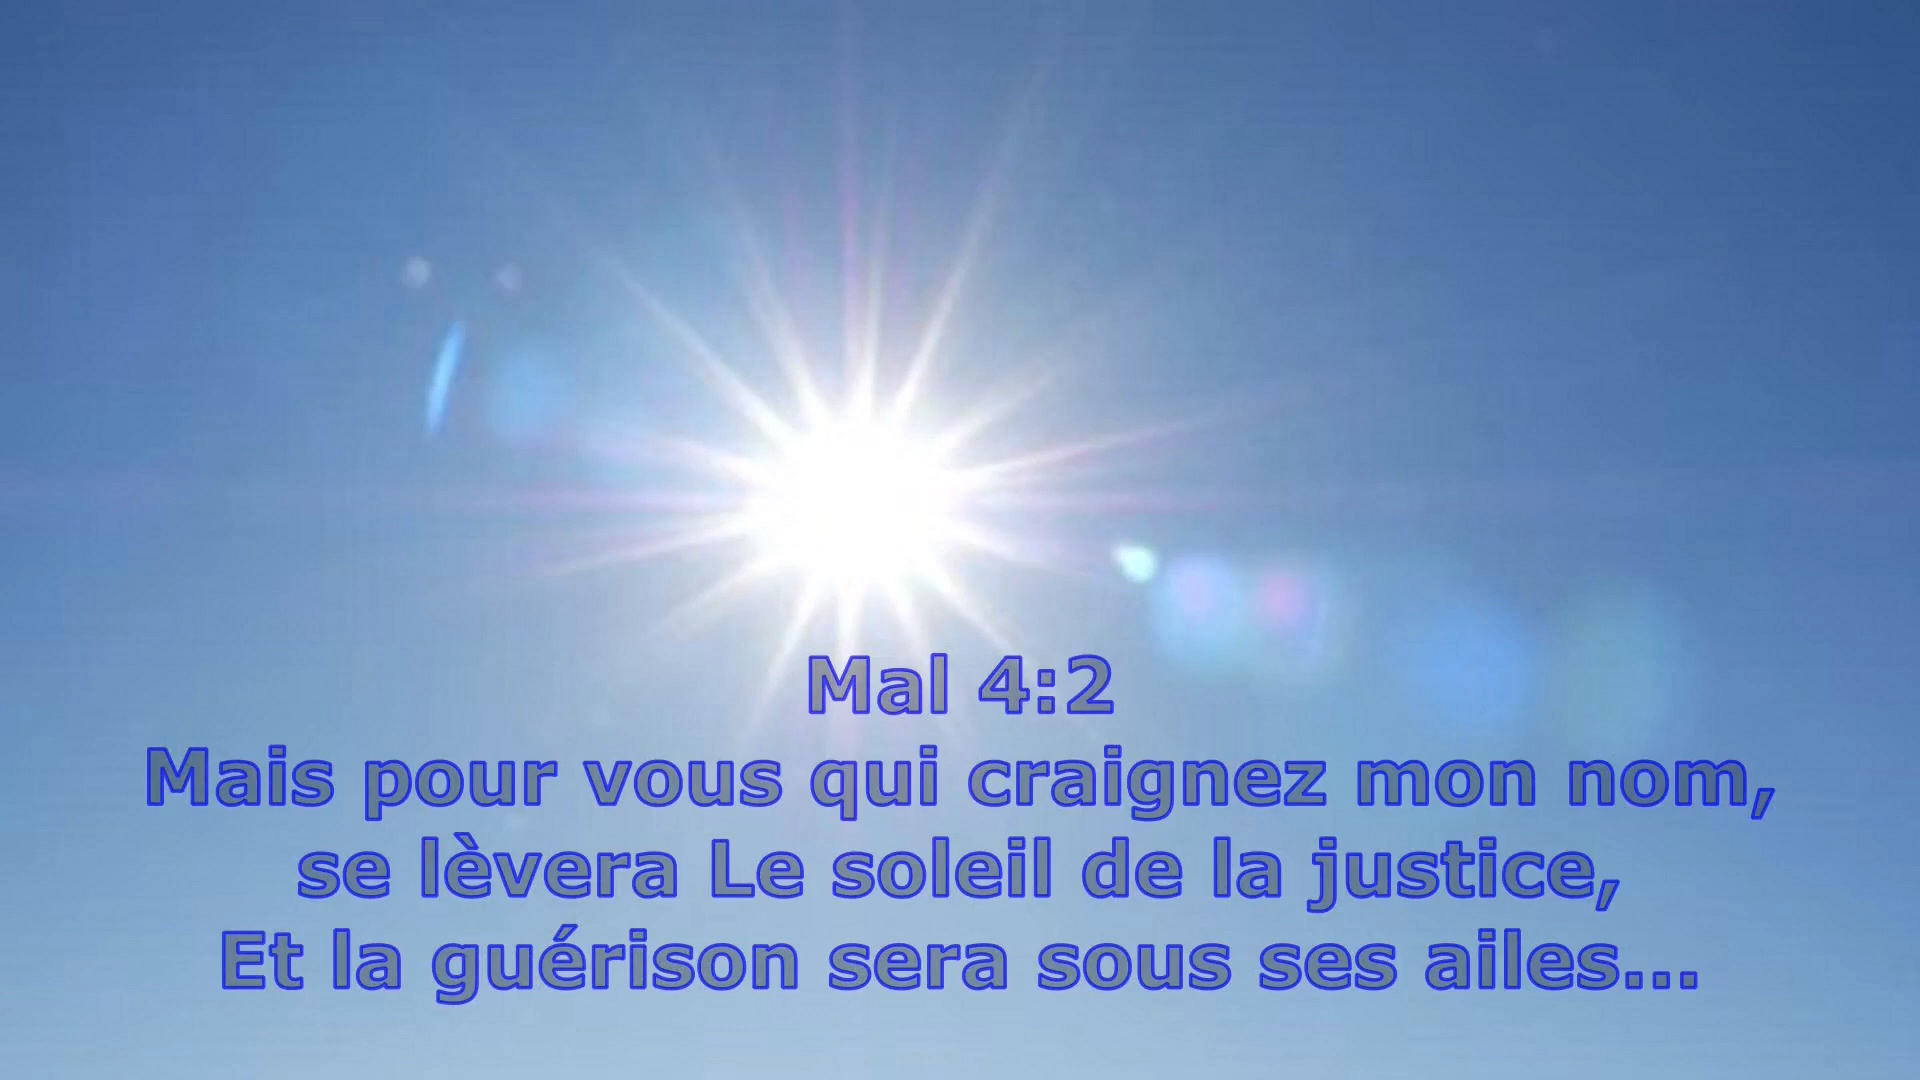 Mal 4:2
Mais pour vous qui craignez mon nom,
se lèvera Le soleil de la justice,
Et la guérison sera sous ses ailes...